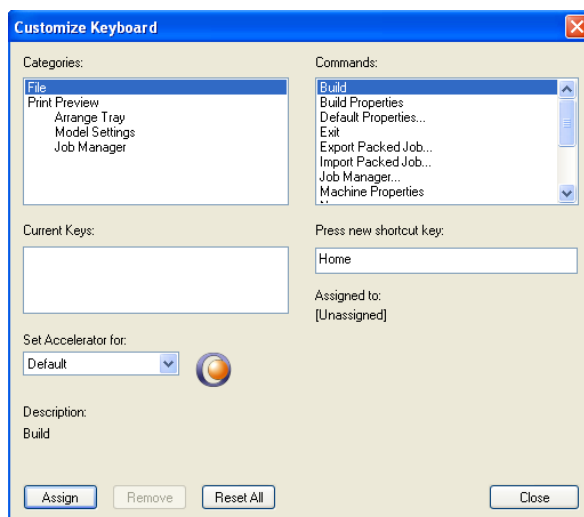 Customize Keyboard
Categories:
File
Print Preview
Arrange Tray
Model Settings
Job Manager
Commands:
Build
Build Properties
Default Properties...
Exit
Export Packed Job...
Import Packed Job...
Job Manager...
Machine Properties
Current Keys:
Press new shortcut key:
Home
Assigned to:
[Unassigned]
Set Accelerator for:
Default
Description:
Build
Assign
Remove
Reset All
Close